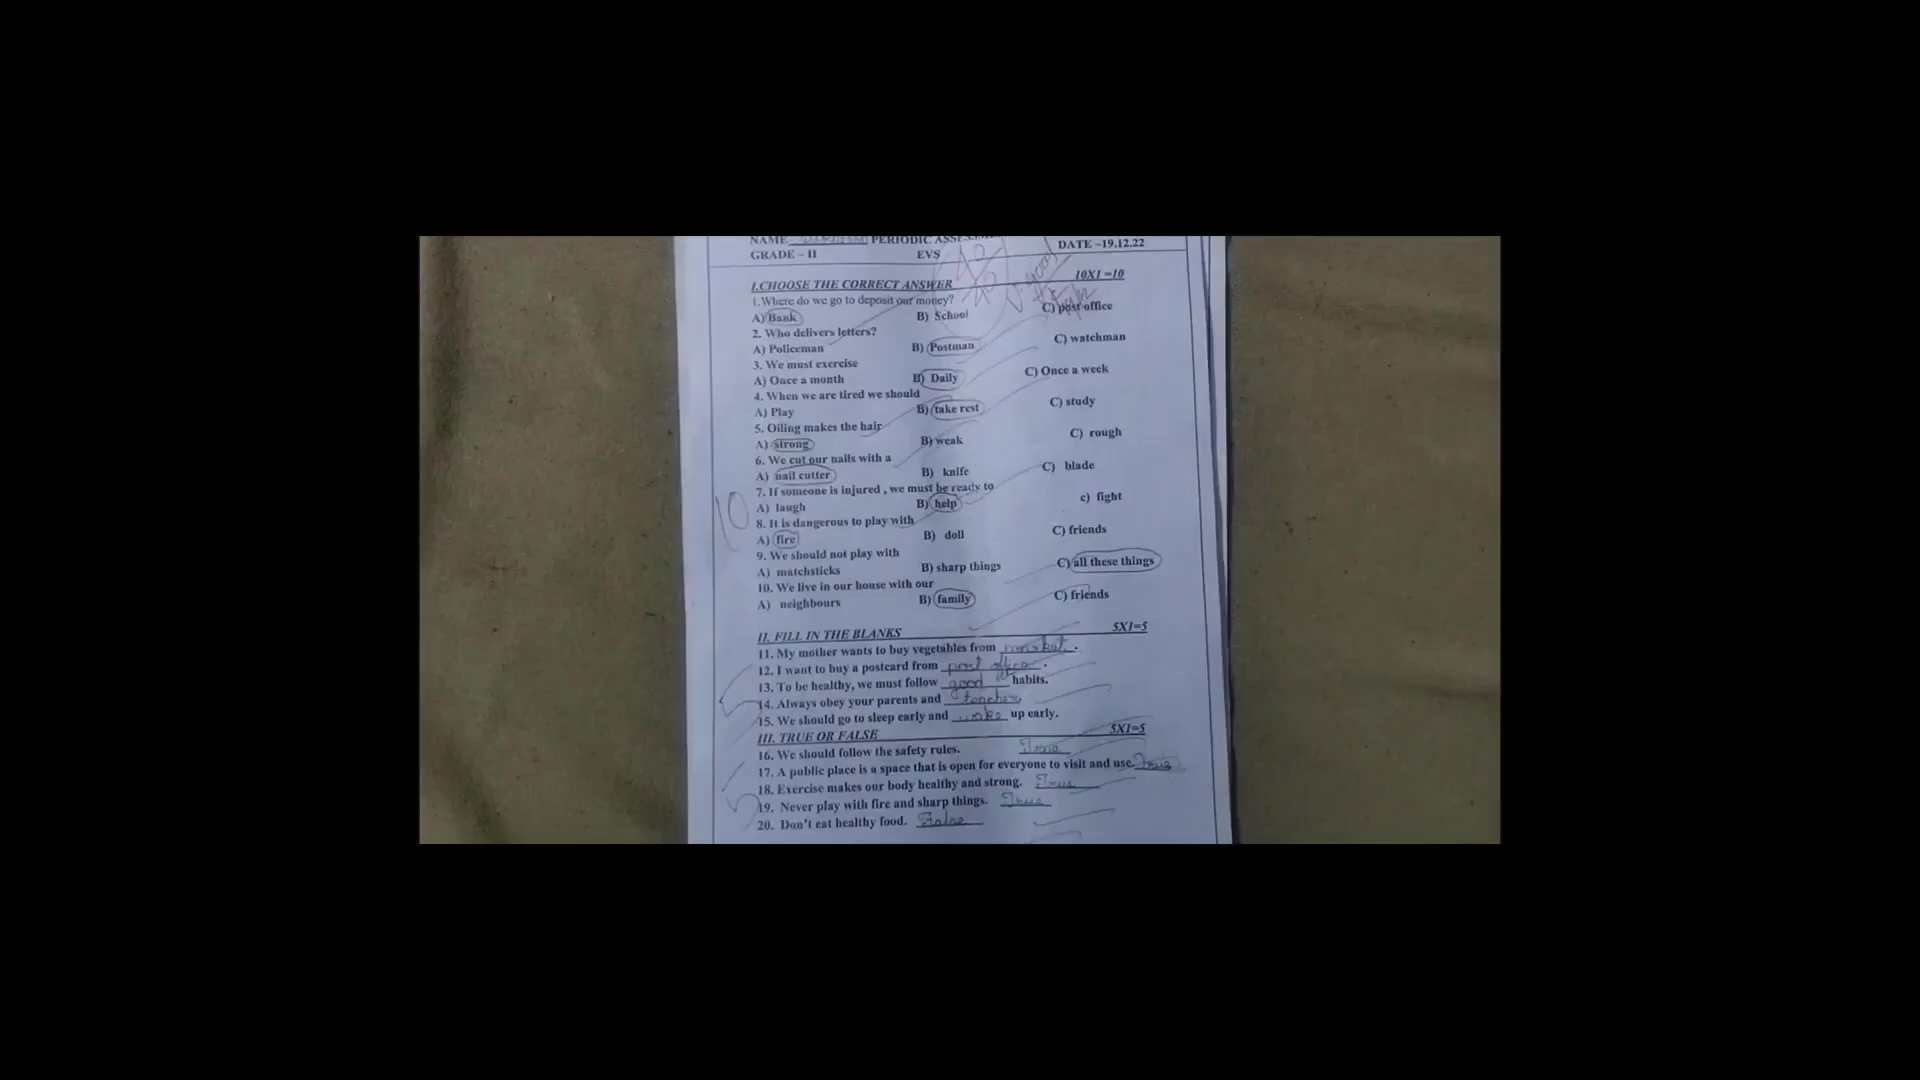 NAME PERIODIC ASSESSM
DATE –19.12.22
GRADE – II EVS
I.CHOOSE THE CORRECT ANSWER 10X1 =10
1.Where do we go to deposit our money?
A) Bank B) School C) post office
2. Who delivers letters?
A) Policeman B) Postman C) watchman
3. We must exercise
A) Once a month B) Daily C) Once a week
4. When we are tired we should
A) Play B) take rest C) study
5. Oiling makes the hair
A) strong B) weak C) rough
6. We cut our nails with a
A) nail cutter B) knife C) blade
7. If someone is injured , we must be ready to
A) laugh B) help c) fight
8. It is dangerous to play with
A) fire B) doll C) friends
9. We should not play with
A) matchsticks B) sharp things C) all these things
10. We live in our house with our
A) neighbours B) family C) friends
10
II. FILL IN THE BLANKS 5X1=5
11. My mother wants to buy vegetables from market.
12. I want to buy a postcard from post office.
13. To be healthy, we must follow good habits.
14. Always obey your parents and teacher.
15. We should go to sleep early and wake up early.
5
III. TRUE OR FALSE 5X1=5
16. We should follow the safety rules. True
17. A public place is a space that is open for everyone to visit and use. True
18. Exercise makes our body healthy and strong. True
19. Never play with fire and sharp things. True
20. Don't eat healthy food. False
5